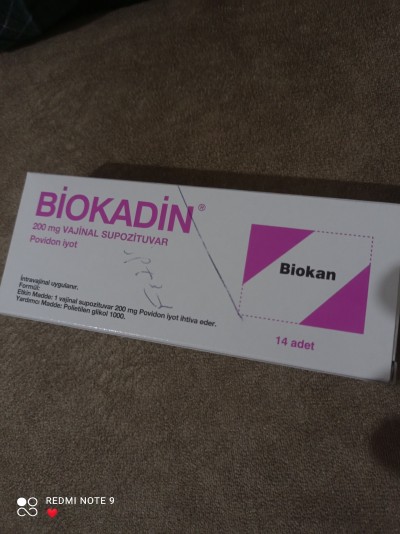 BİOKADİN®
200 mg VAJİNAL SUPOZİTUVAR
Povidon iyot
İntravajinal uygulanır.
Formül:
Etkin Madde: 1 vajinal supozituvar 200 mg Povidon iyot ihtiva eder.
Yardımcı Madde: Polietilen glikol 1000.
Biokan
14 adet
REDMI NOTE 9